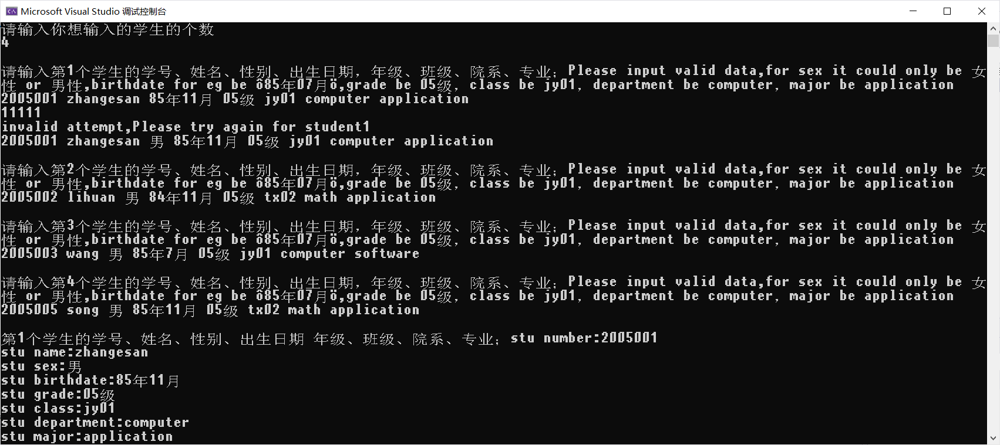 Microsoft Visual Studio 调试控制台
请输入你想输入的学生的个数
4
请输入第1个学生的学号、姓名、性别、出生日期，年级、班级、院系、专业；Please input valid data,for sex it could only be 女
性 or 男性,birthdate for eg be ô85年07月ö,grade be 05级，class be jy01，department be computer，major be application
2005001 zhangesan 85年11月 05级 jy01 computer application
11111
invalid attempt,Please try again for student1
2005001 zhangesan 男 85年11月 05级 jy01 computer application
请输入第2个学生的学号、姓名、性别、出生日期，年级、班级、院系、专业；Please input valid data,for sex it could only be 女
性 or 男性,birthdate for eg be ô85年07月ö,grade be 05级，class be jy01，department be computer，major be application
2005002 lihuan 男 84年11月 05级 tx02 math application
请输入第3个学生的学号、姓名、性别、出生日期，年级、班级、院系、专业；Please input valid data,for sex it could only be 女
性 or 男性,birthdate for eg be ô85年07月ö,grade be 05级，class be jy01，department be computer，major be application
2005003 wang 男 85年7月 05级 jy01 computer software
请输入第4个学生的学号、姓名、性别、出生日期，年级、班级、院系、专业；Please input valid data,for sex it could only be 女
性 or 男性,birthdate for eg be ô85年07月ö,grade be 05级，class be jy01，department be computer，major be application
2005005 song 男 85年11月 05级 tx02 math application
第1个学生的学号、姓名、性别、出生日期 年级、班级、院系、专业；stu number:2005001
stu name:zhangesan
stu sex:男
stu birthdate:85年11月
stu grade:05级
stu class:jy01
stu department:computer
stu major:application